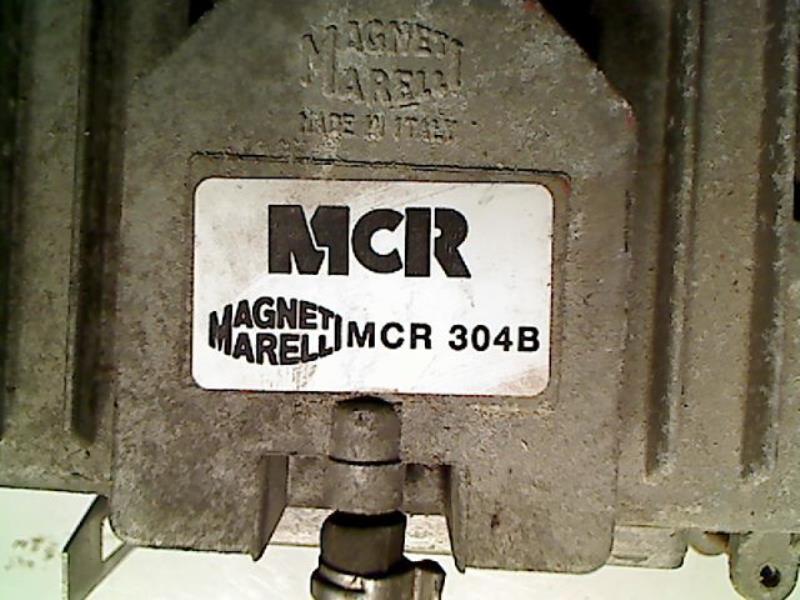 MAGNETI
MARELLI
MADE IN ITALY
MCR
MAGNETI
MARELLI
MCR 304B